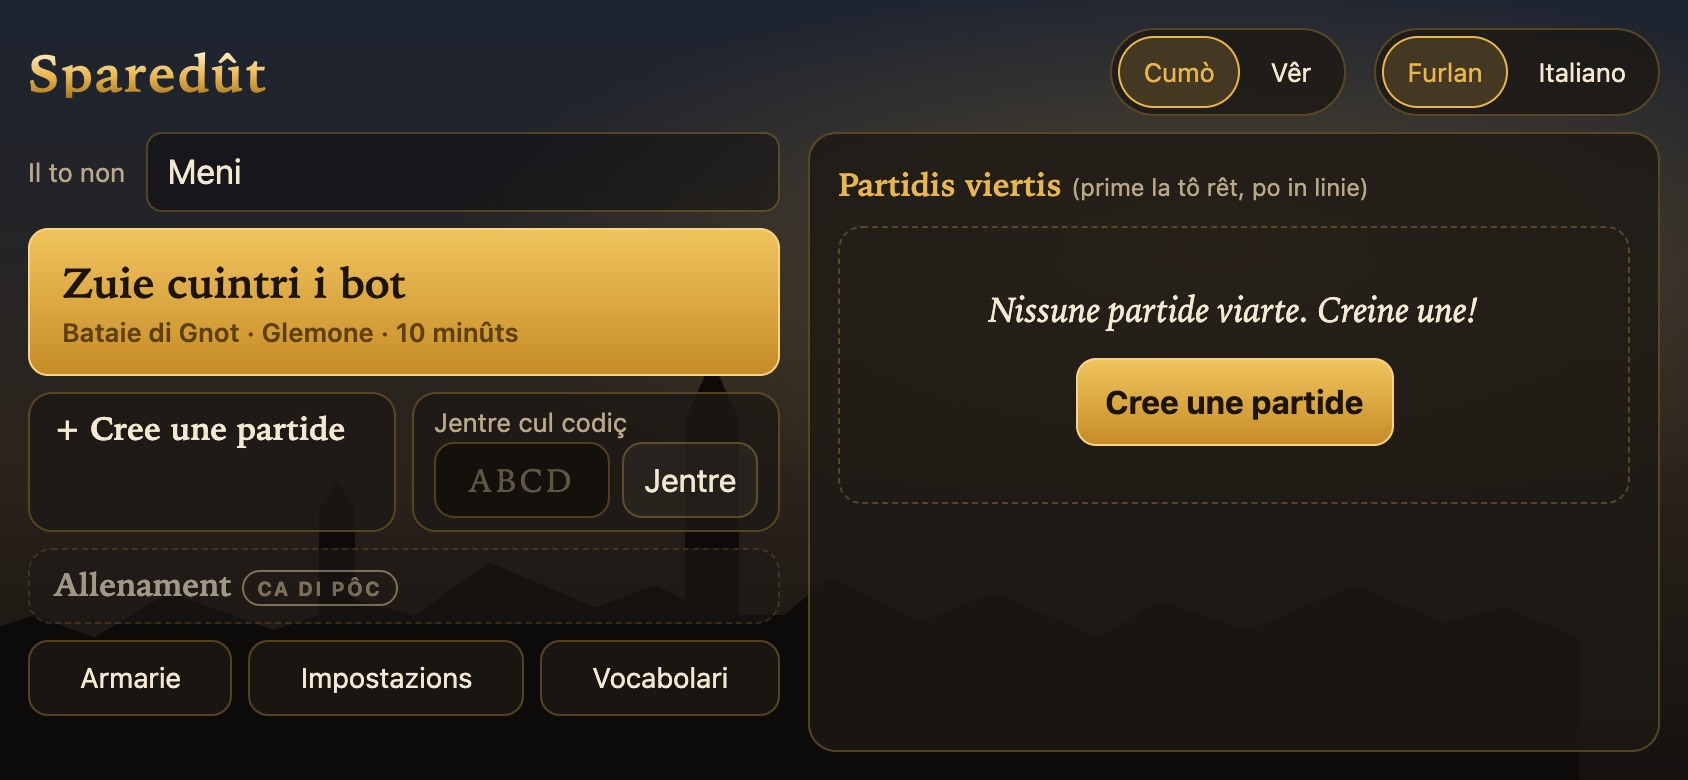 Sparedût
Cumò Vêr
Furlan Italiano
Il to non
Meni
Zuie cuintri i bot
Bataie di Gnot · Glemone · 10 minûts
+ Cree une partide
Jentre cul codiç
ABCD
Jentre
Allenament CA DI PÔC
Armarie
Impostazions
Vocabolari
Partidis viertis (prime la tô rêt, po in linie)
Nissune partide viarte. Creine une!
Cree une partide